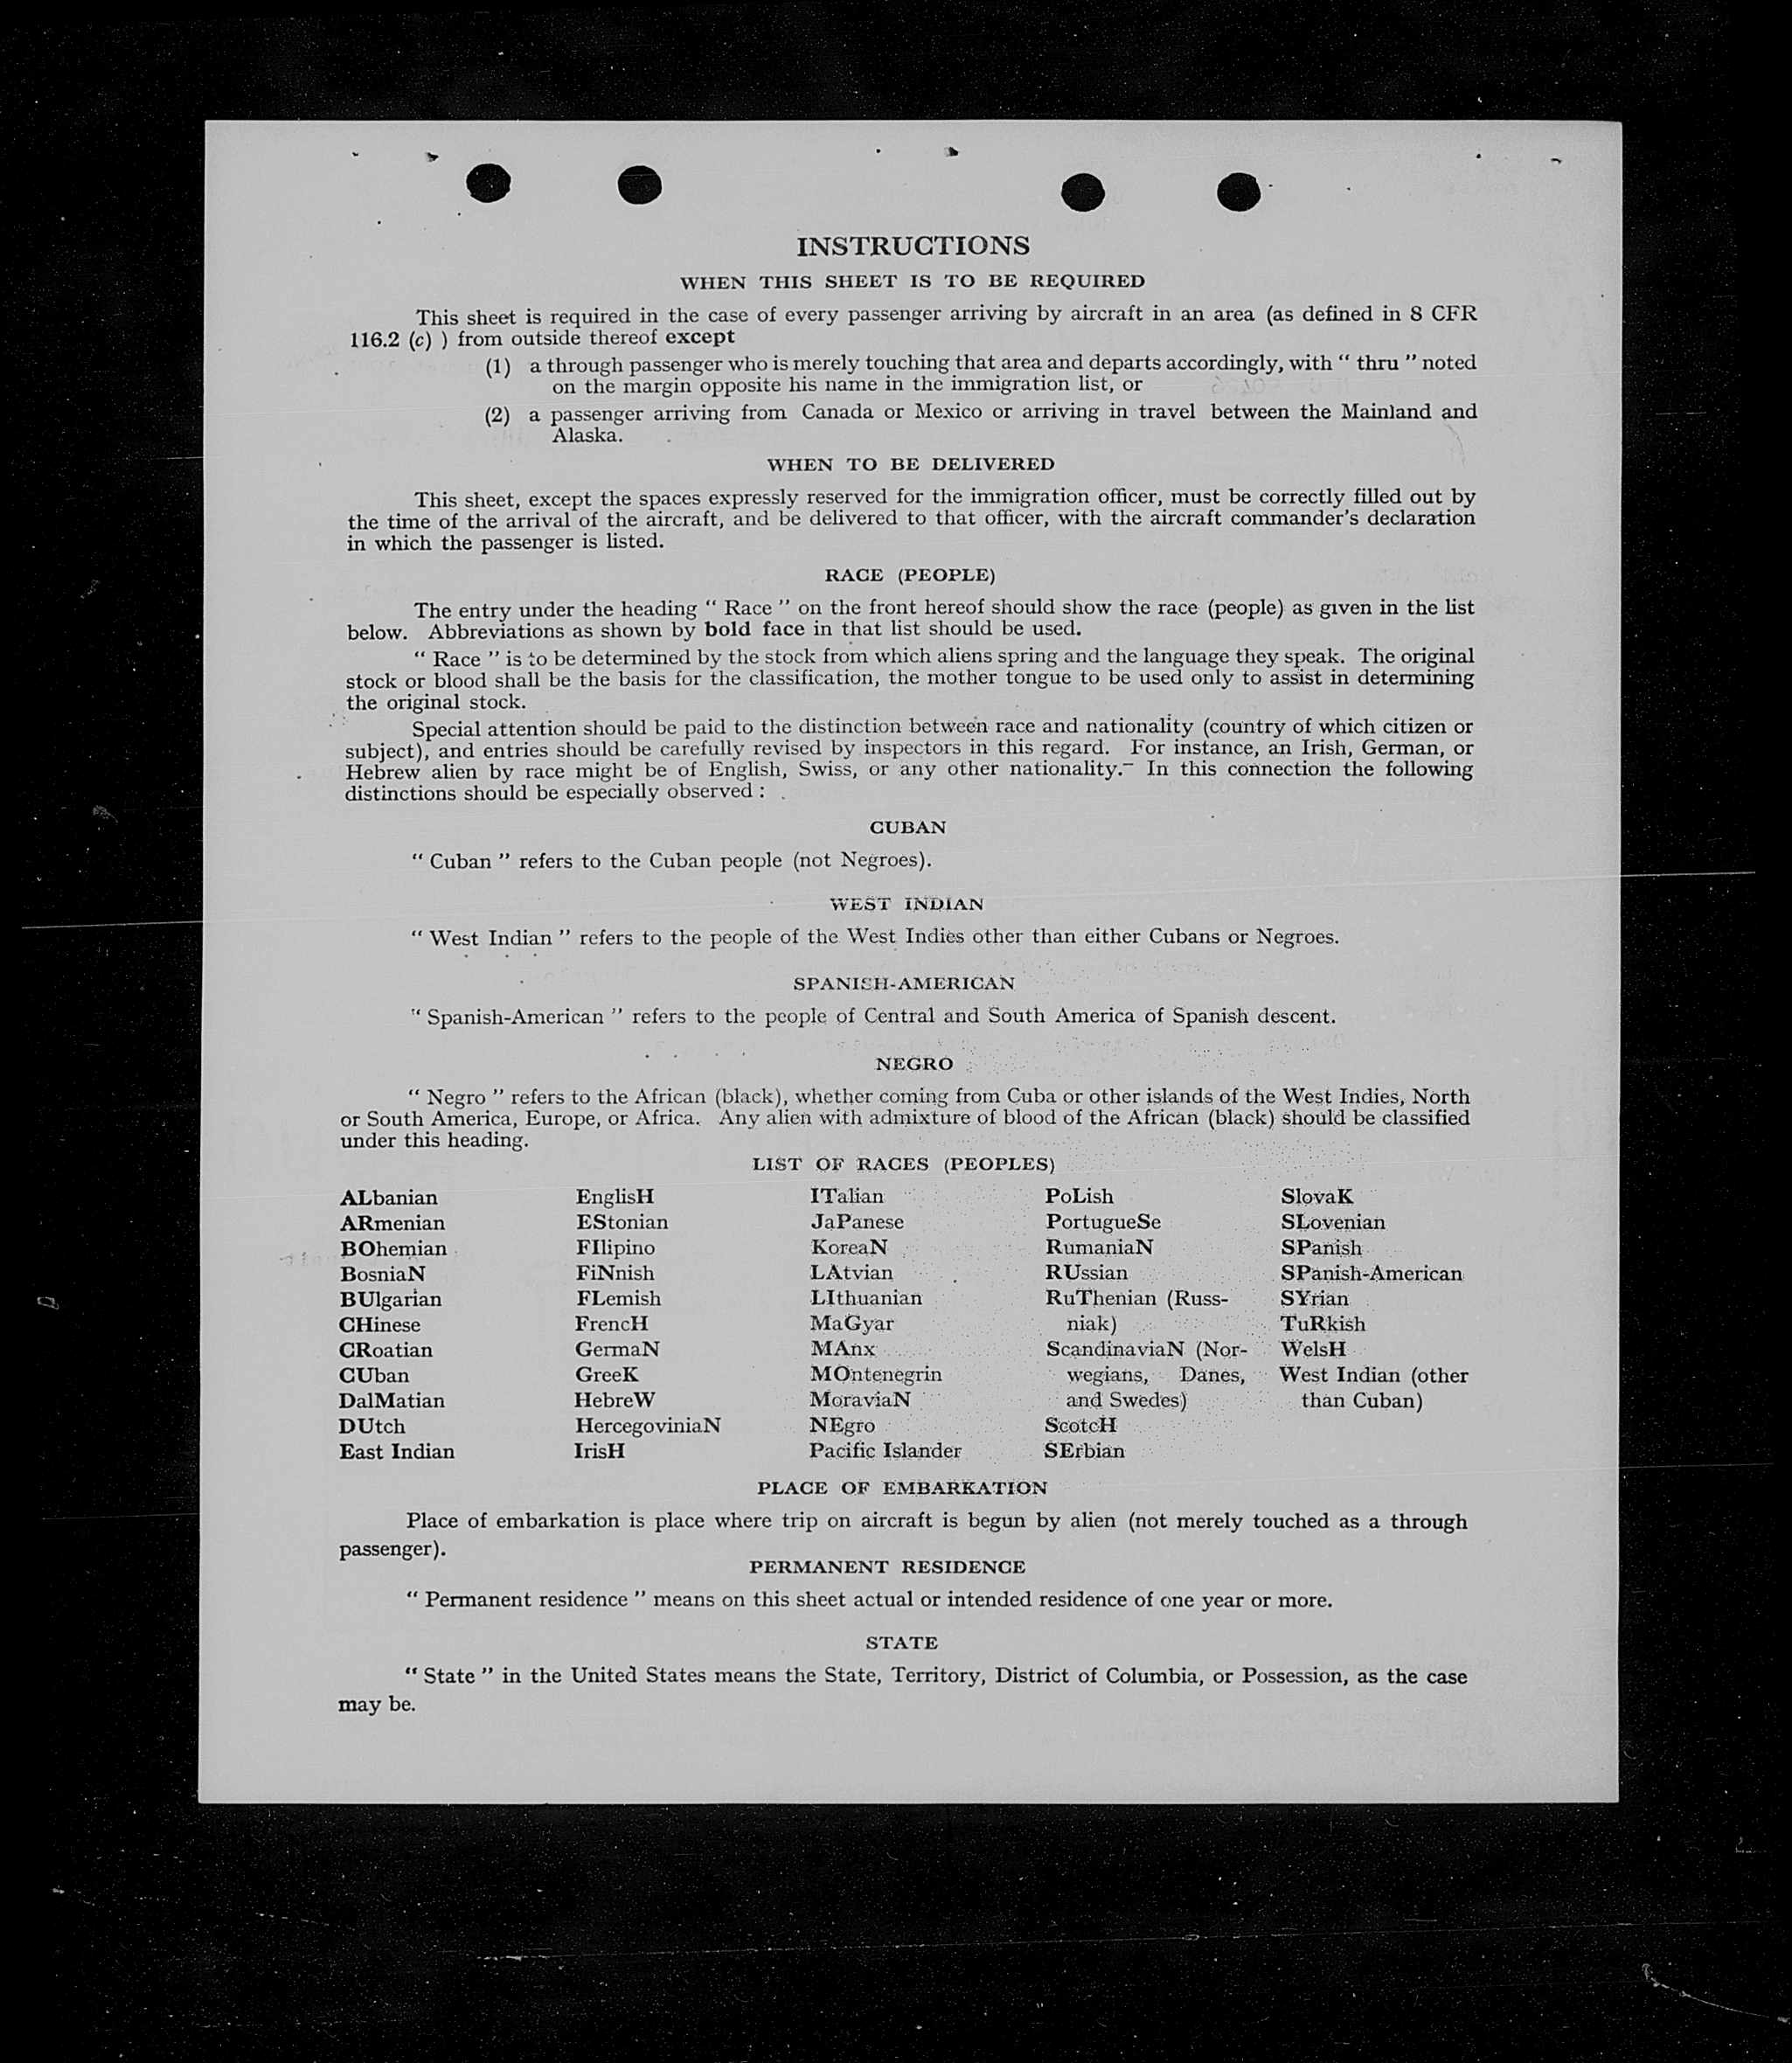 INSTRUCTIONS
WHEN THIS SHEET IS TO BE REQUIRED
This sheet is required in the case of every passenger arriving by aircraft in an area (as defined in 8 CFR
116.2 (c) ) from outside thereof except
(1) a through passenger who is merely touching that area and departs accordingly, with “ thru ” noted
on the margin opposite his name in the immigration list, or
(2) a passenger arriving from Canada or Mexico or arriving in travel between the Mainland and
Alaska.
WHEN TO BE DELIVERED
This sheet, except the spaces expressly reserved for the immigration officer, must be correctly filled out by
the time of the arrival of the aircraft, and be delivered to that officer, with the aircraft commander’s declaration
in which the passenger is listed.
RACE (PEOPLE)
The entry under the heading “ Race ” on the front hereof should show the race (people) as given in the list
below. Abbreviations as shown by bold face in that list should be used.
“ Race ” is to be determined by the stock from which aliens spring and the language they speak. The original
stock or blood shall be the basis for the classification, the mother tongue to be used only to assist in determining
the original stock.
Special attention should be paid to the distinction between race and nationality (country of which citizen or
subject), and entries should be carefully revised by inspectors in this regard. For instance, an Irish, German, or
Hebrew alien by race might be of English, Swiss, or any other nationality. In this connection the following
distinctions should be especially observed :
CUBAN
“ Cuban ” refers to the Cuban people (not Negroes).
WEST INDIAN
“ West Indian ” refers to the people of the West Indies other than either Cubans or Negroes.
SPANISH-AMERICAN
“ Spanish-American ” refers to the people of Central and South America of Spanish descent.
NEGRO
“ Negro ” refers to the African (black), whether coming from Cuba or other islands of the West Indies, North
or South America, Europe, or Africa. Any alien with admixture of blood of the African (black) should be classified
under this heading.
LIST OF RACES (PEOPLES)
ALbanian
ARmenian
BOhemian
BosniaN
BUlgarian
CHinese
CRoatian
CUban
DalMatian
DUtch
East Indian
EnglisH
EStonian
FIlipino
FiNnish
FLemish
FrencH
GermaN
GreeK
HebreW
HercegoviniaN
IrisH
ITalian
JaPanese
KoreaN
LAtvian
LIthuanian
MaGyar
MAnx
MOntenegrin
MoraviaN
NEgro
Pacific Islander
PoLish
PortugueSe
RumaniaN
RUssian
RuThenian (Russ-
niak)
ScandinaviaN (Nor-
wegians, Danes,
and Swedes)
ScotcH
SErbian
SlovaK
SLovenian
SPanish
SPanish-American
SYrian
TuRkish
WelsH
West Indian (other
than Cuban)
PLACE OF EMBARKATION
Place of embarkation is place where trip on aircraft is begun by alien (not merely touched as a through
passenger).
PERMANENT RESIDENCE
“ Permanent residence ” means on this sheet actual or intended residence of one year or more.
STATE
“ State ” in the United States means the State, Territory, District of Columbia, or Possession, as the case
may be.